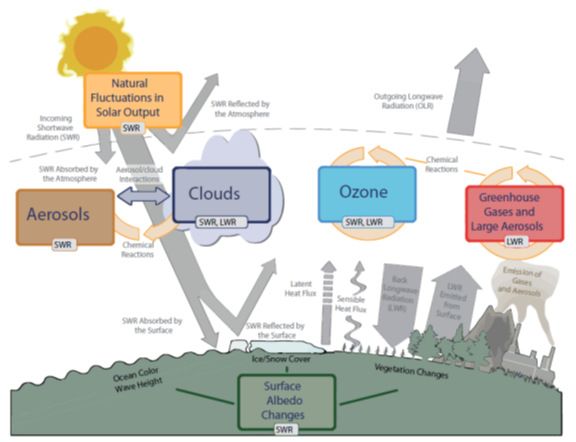 Natural
Fluctuations in
Solar Output
SWR
SWR Reflected by
the Atmosphere
Outgoing Longwave
Radiation (OLR)
Incoming
Shortwave
Radiation (SWR)
SWR Absorbed by
the Atmosphere
Aerosol/cloud
Interactions
Chemical
Reactions
Aerosols
SWR
Clouds
SWR, LWR
Ozone
SWR, LWR
Greenhouse
Gases and
Large Aerosols
LWR
Chemical
Reactions
Latent
Heat Flux
Sensible
Heat Flux
Back
Longwave
Radiation
(LWR)
LWR
Emitted
from
Surface
Emission of
Gases
and Aerosols
SWR Absorbed by
the Surface
SWR Reflected by
the Surface
Ice/Snow Cover
Ocean Color
Wave Height
Vegetation Changes
Surface
Albedo
Changes
SWR